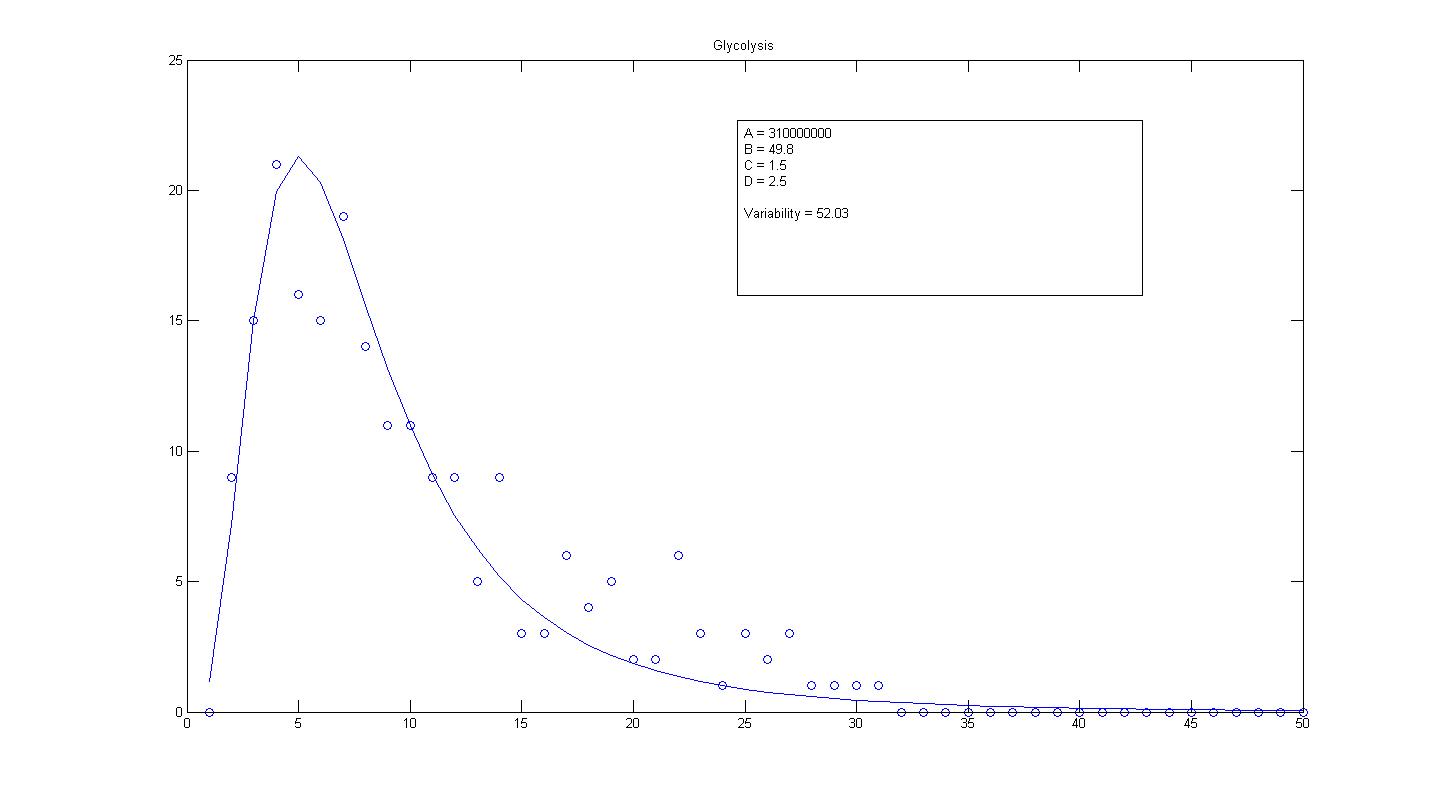 Glycolysis
25
20
15
10
5
0
A = 310000000
B = 49.8
C = 1.5
D = 2.5
Variability = 52.03
0 5 10 15 20 25 30 35 40 45 50